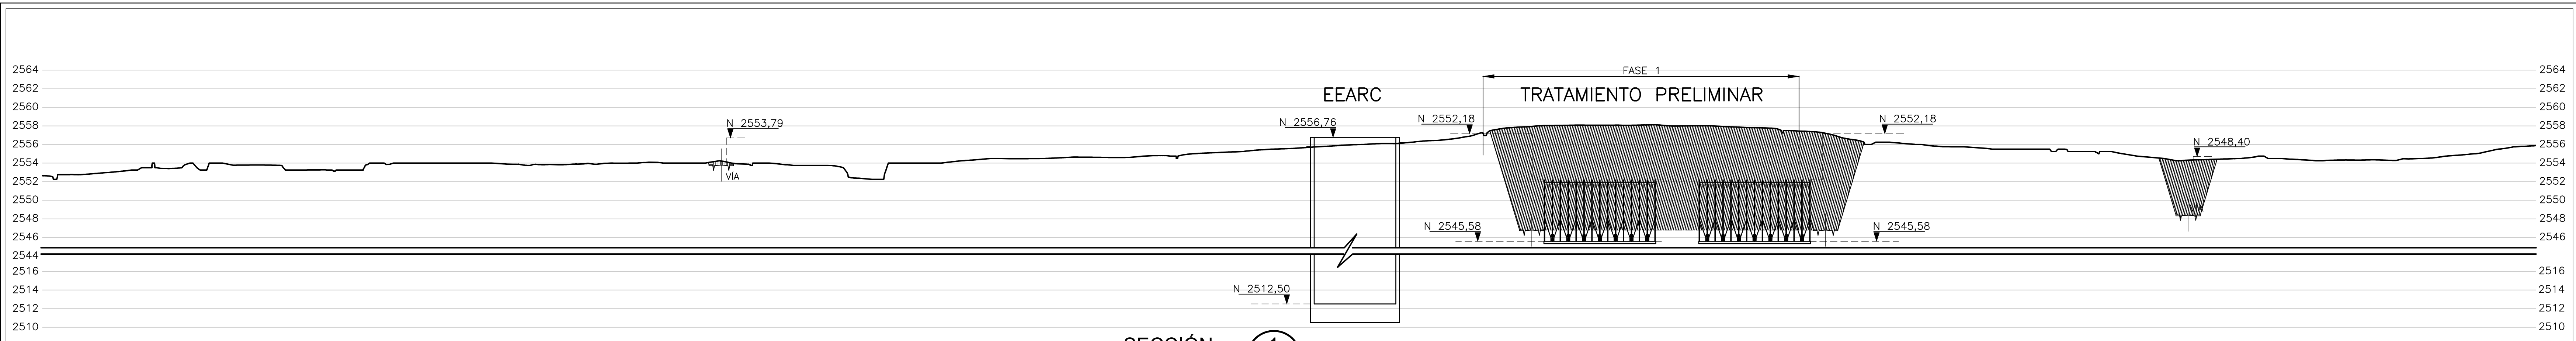 FASE 1
2564 2564
2562 2562
EEARC TRATAMIENTO PRELIMINAR
2560 2560
N 2553,79 N 2556,76 N 2552,18 N 2552,18
2558 2558
2556 2556
N 2548,40
2554 2554
VÍA
2552 2552
2550 2550
2548 2548
N 2545,58 N 2545,58
2546 2546
2544
2516 2516
N 2512,50
2514 2514
2512 2512
2510 2510
SECCIÓN 1